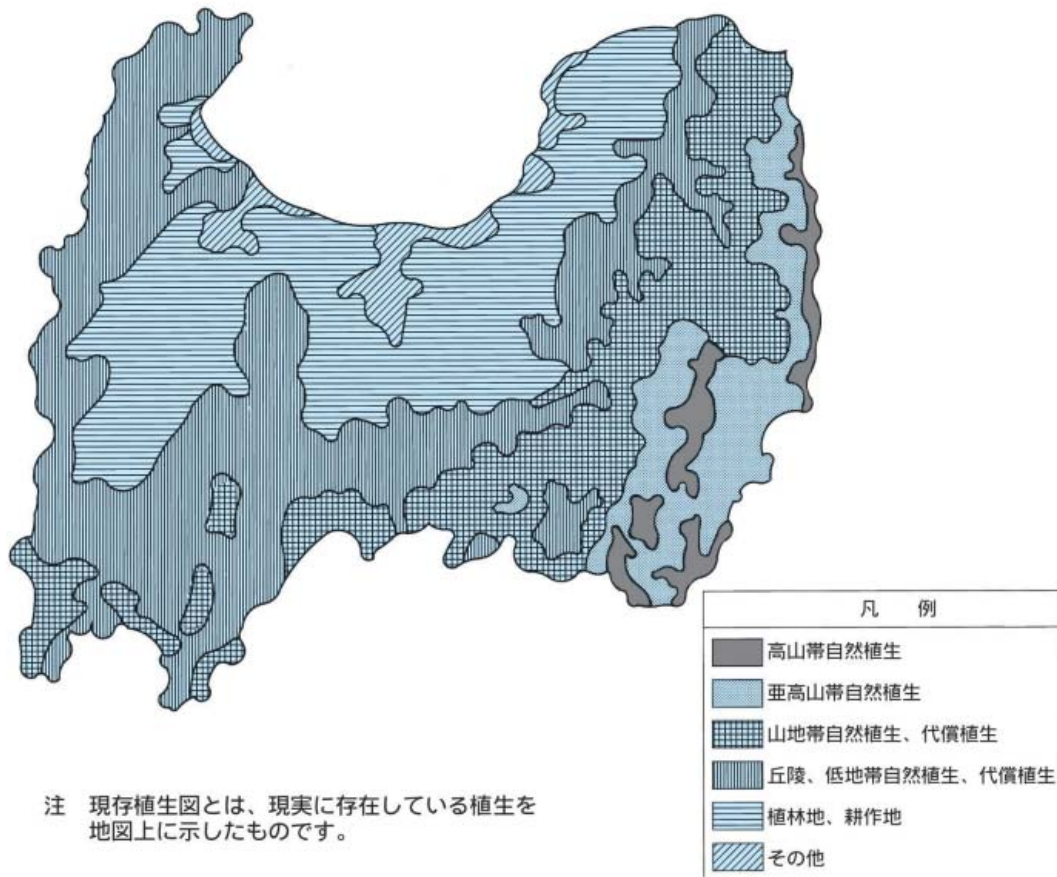 凡 例
高山帯自然植生
亜高山帯自然植生
山地帯自然植生、代償植生
丘陵、低地帯自然植生、代償植生
植林地、耕作地
その他
注 現存植生図とは、現実に存在している植生を
地図上に示したものです。